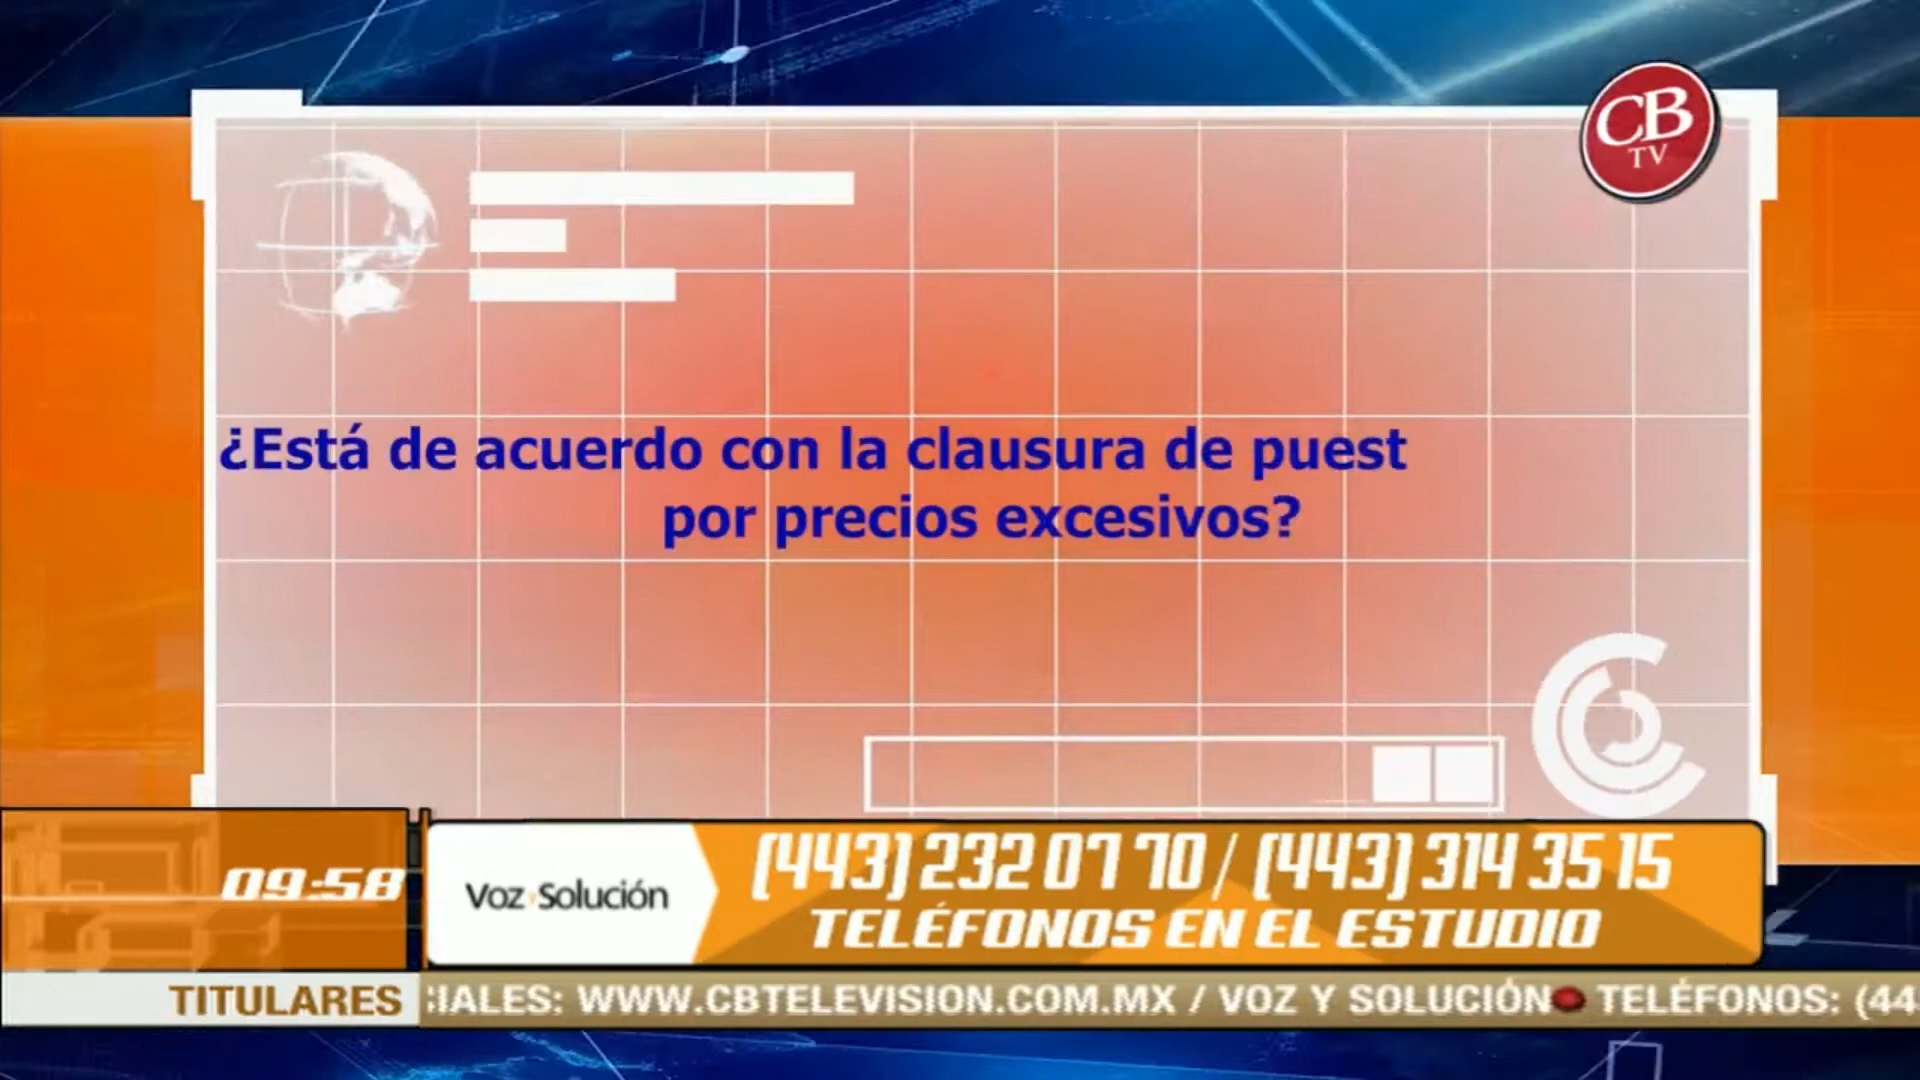 CB
TV
¿Está de acuerdo con la clausura de puest
por precios excesivos?
09:58
Voz y Solución
(443) 232 07 70 / (443) 314 35 15
TELÉFONOS EN EL ESTUDIO
TITULARES
CIALES: WWW.CBTELEVISION.COM.MX / VOZ Y SOLUCIÓN TELÉFONOS: (44